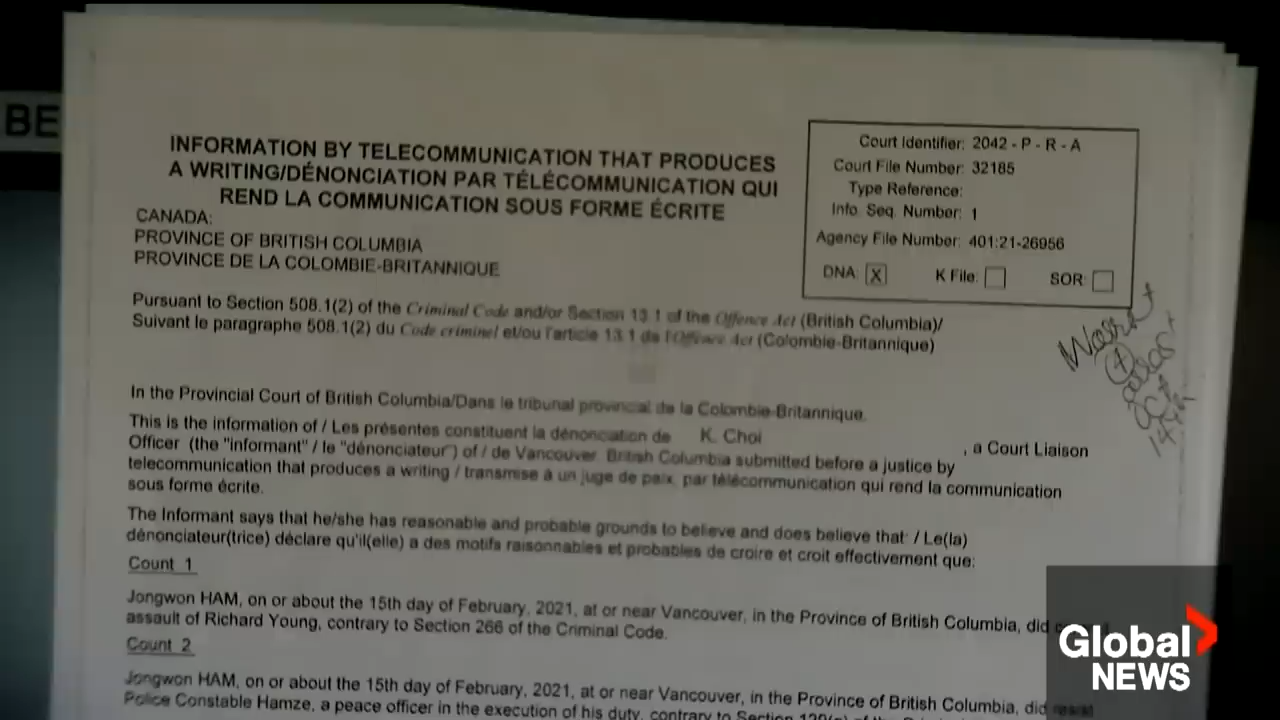 BE
INFORMATION BY TELECOMMUNICATION THAT PRODUCES
A WRITING/DÉNONCIATION PAR TÉLÉCOMMUNICATION QUI
REND LA COMMUNICATION SOUS FORME ÉCRITE
CANADA:
PROVINCE OF BRITISH COLUMBIA
PROVINCE DE LA COLOMBIE-BRITANNIQUE
Court Identifier: 2042 - P - R - A
Court File Number: 32185
Type Reference:
Info. Seq. Number: 1
Agency File Number: 401:21-26956
DNA: X K File: SOR:
Pursuant to Section 508.1(2) of the Criminal Code and/or Section 13.1 of the Offence Act (British Columbia)/
Suivant le paragraphe 508.1(2) du Code criminel et/ou l'article 13.1 de l'Offence Act (Colombie-Britannique)
In the Provincial Court of British Columbia/Dans le tribunal provincial de la Colombie-Britannique.
This is the information of / Les présentes constituent la dénonciation de K. Choi , a Court Liaison
Officer (the "informant" / le "dénonciateur") of / de Vancouver, British Columbia submitted before a justice by
telecommunication that produces a writing / transmise à un juge de paix, par télécommunication qui rend la communication
sous forme écrite.
The Informant says that he/she has reasonable and probable grounds to believe and does believe that: / Le(la)
dénonciateur(trice) déclare qu'il(elle) a des motifs raisonnables et probables de croire et croit effectivement que:
Count 1
Jongwon HAM, on or about the 15th day of February, 2021, at or near Vancouver, in the Province of British Columbia, did
assault of Richard Young, contrary to Section 266 of the Criminal Code.
Count 2
Jongwon HAM, on or about the 15th day of February, 2021, at or near Vancouver, in the Province of British Columbia, did resist
Police Constable Hamze, a peace officer in the execution of his duty, contrary to Section
Global
NEWS